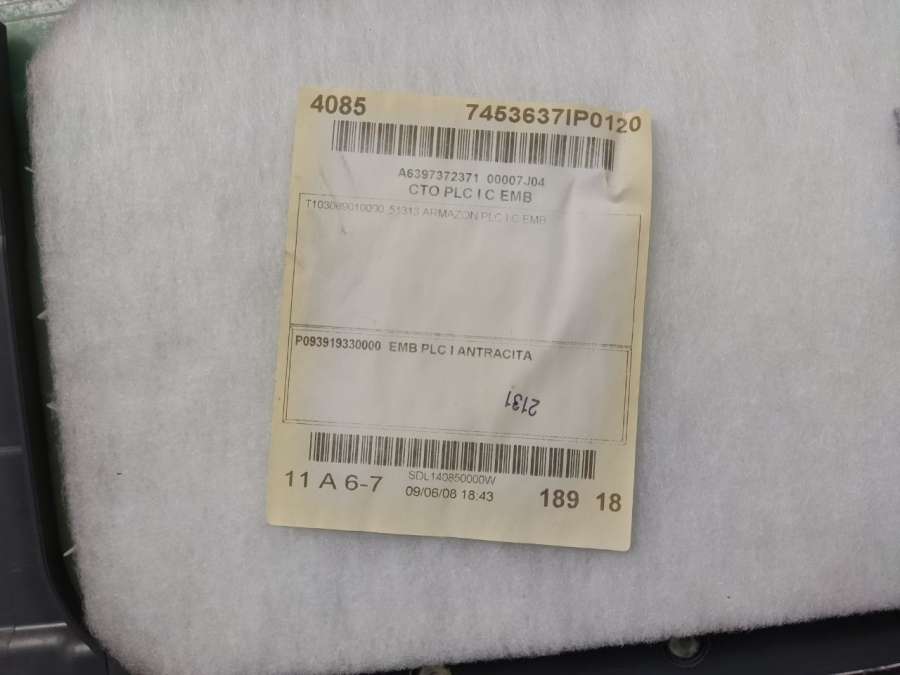 4085 7453637IP0120
A6397372371 00007J04
CTO PLC I C EMB
T103089010000 51313 ARMAZON PLC I C EMB
P093919330000 EMB PLC I ANTRACITA
2131
SDL140850000W
11 A 6-7 09/06/08 18:43 189 18